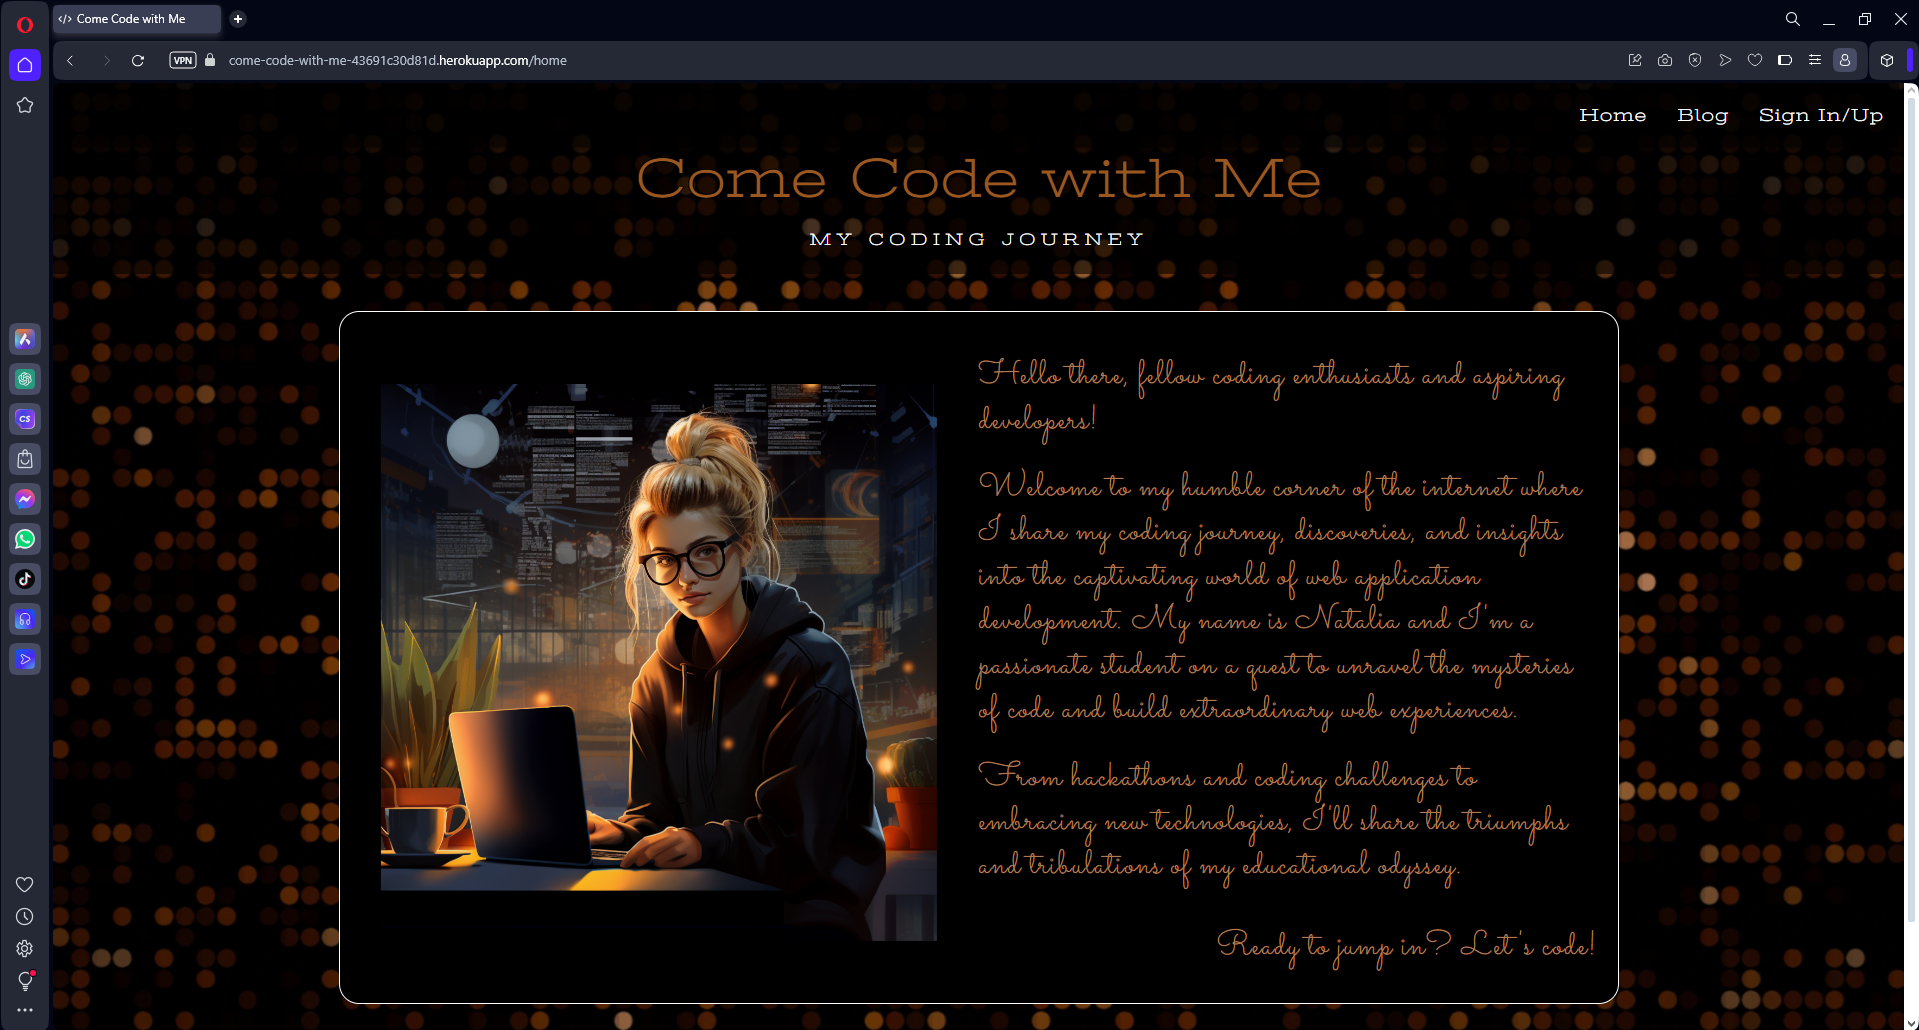 Come Code with Me
VPN
come-code-with-me-43691c30d81d.herokuapp.com/home
Home Blog Sign In/Up
Come Code with Me
MY CODING JOURNEY
CS
Hello there, fellow coding enthusiasts and aspiring
developers!
Welcome to my humble corner of the internet where
I share my coding journey, discoveries, and insights
into the captivating world of web application
development. My name is Natalia and I'm a
passionate student on a quest to unravel the mysteries
of code and build extraordinary web experiences.
From hackathons and coding challenges to
embracing new technologies, I'll share the triumphs
and tribulations of my educational odyssey.
Ready to jump in? Let's code!